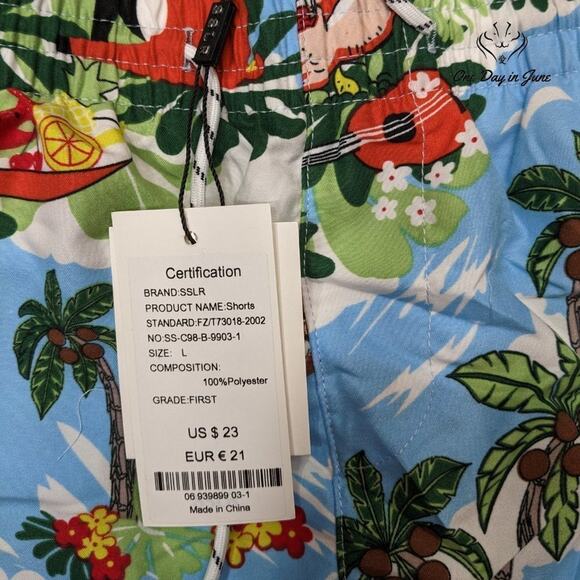 One Day in June
Certification
BRAND:SSLR
PRODUCT NAME:Shorts
STANDARD:FZ/T73018-2002
NO:SS-C98-B-9903-1
SIZE: L
COMPOSITION:
100%Polyester
GRADE:FIRST
US $ 23
EUR € 21
06 939899 03-1
Made in China